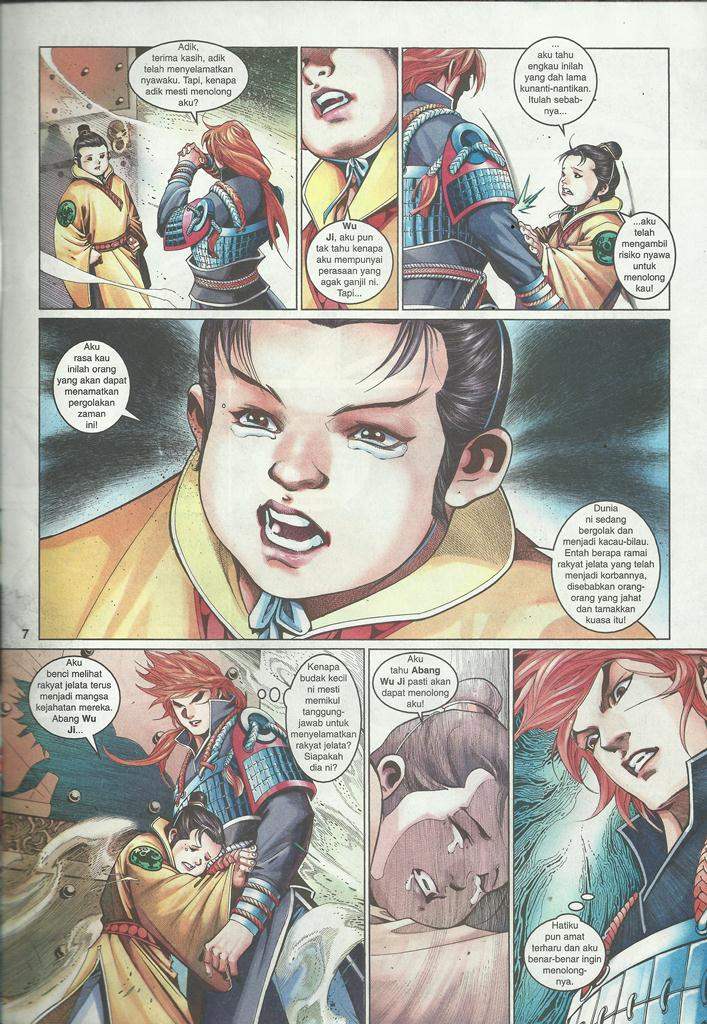 Adik,
terima kasih, adik
telah menyelamatkan
nyawaku. Tapi, kenapa
adik mesti menolong
aku?
Wu
Ji, aku pun
tak tahu kenapa
aku mempunyai
perasaan yang
agak ganjil ni.
Tapi...
...
aku tahu
engkau inilah
yang dah lama
kunanti-nantikan.
Itulah sebab-
nya...
...aku
telah
mengambil
risiko nyawa
untuk
menolong
kau!
Aku
rasa kau
inilah orang
yang akan dapat
menamatkan
pergolakan
zaman
ini!
Dunia
ni sedang
bergolak dan
menjadi kacau-bilau.
Entah berapa ramai
rakyat jelata yang telah
menjadi korbannya,
disebabkan orang-
orang yang jahat
dan tamakkan
kuasa itu!
7
Aku
benci melihat
rakyat jelata terus
menjadi mangsa
kejahatan mereka.
Abang Wu
Ji...
Kenapa
budak kecil
ni mesti
memikul
tanggung-
jawab untuk
menyelamatkan
rakyat jelata?
Siapakah
dia ni?
Aku
tahu Abang
Wu Ji pasti akan
dapat menolong
aku!
Hatiku
pun amat
terharu dan aku
benar-benar ingin
menolong-
nya.